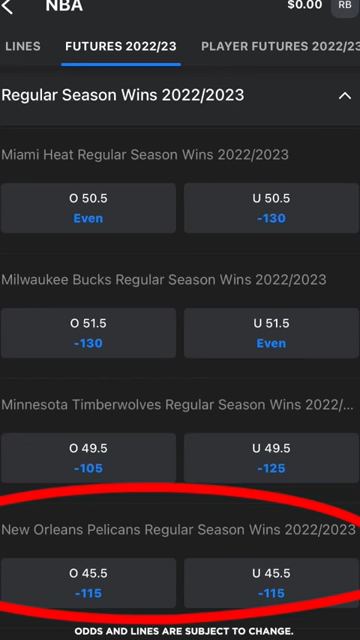 NBA
$0.00
RB
LINES
FUTURES 2022/23
PLAYER FUTURES 2022/23
Regular Season Wins 2022/2023
Miami Heat Regular Season Wins 2022/2023
O 50.5
U 50.5
Even
-130
Milwaukee Bucks Regular Season Wins 2022/2023
O 51.5
U 51.5
-130
Even
Minnesota Timberwolves Regular Season Wins 2022/...
O 49.5
U 49.5
-105
-125
New Orleans Pelicans Regular Season Wins 2022/2023
O 45.5
U 45.5
-115
-115
ODDS AND LINES ARE SUBJECT TO CHANGE.